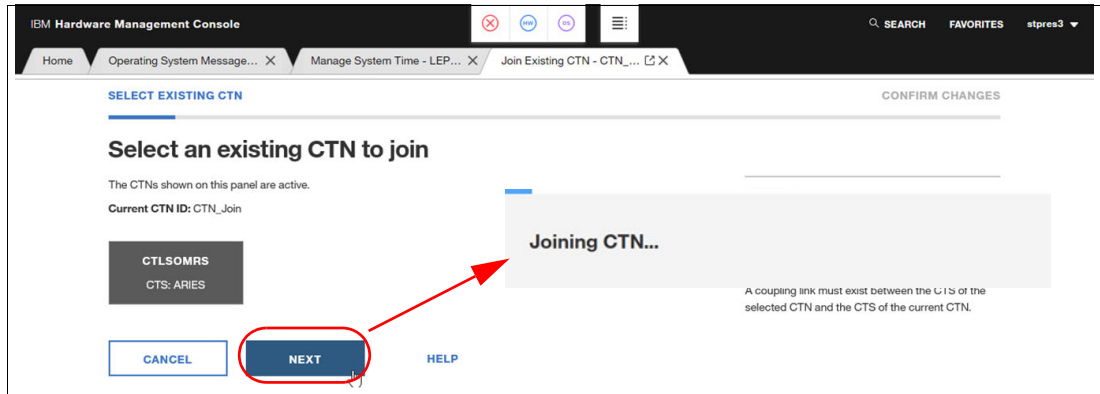 IBM Hardware Management Console
HW
OS
SEARCH FAVORITES stpres3
Home Operating System Message... Manage System Time - LEP... Join Existing CTN - CTN_...
SELECT EXISTING CTN CONFIRM CHANGES
Select an existing CTN to join
The CTNs shown on this panel are active.
Current CTN ID: CTN_Join
Joining CTN...
CTLSOMRS
CTS: ARIES
A coupling link must exist between the CTS of the
selected CTN and the CTS of the current CTN.
CANCEL NEXT HELP